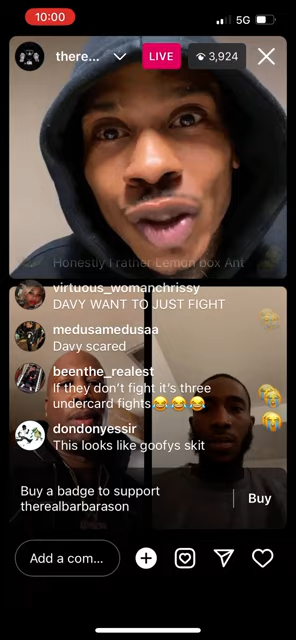 10:00
5G
there...
LIVE
3,924
Honestly I rather Lemon box Ant
virtuous_womanchrissy
DAVY WANT TO JUST FIGHT
medusamedusaa
Davy scared
beenthe_realest
If they don't fight it's three
undercard fights😂😂😂
dondonyessir
This looks like goofys skit
Buy a badge to support
therealbarbarason
Buy
Add a com...